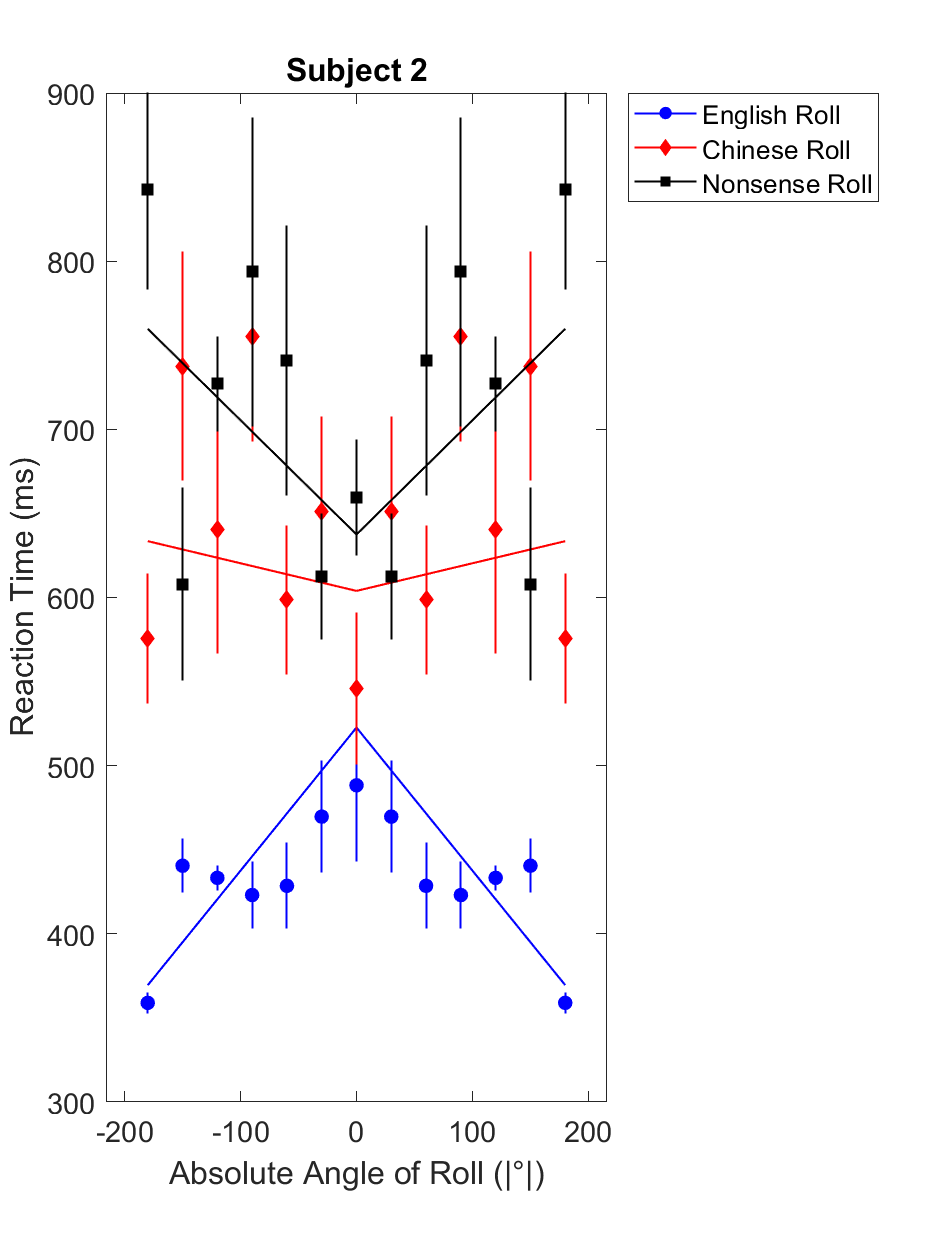 Subject 2
English Roll
Chinese Roll
Nonsense Roll
900
800
700
600
500
400
300
Reaction Time (ms)
-200 -100 0 100 200
Absolute Angle of Roll (|°|)